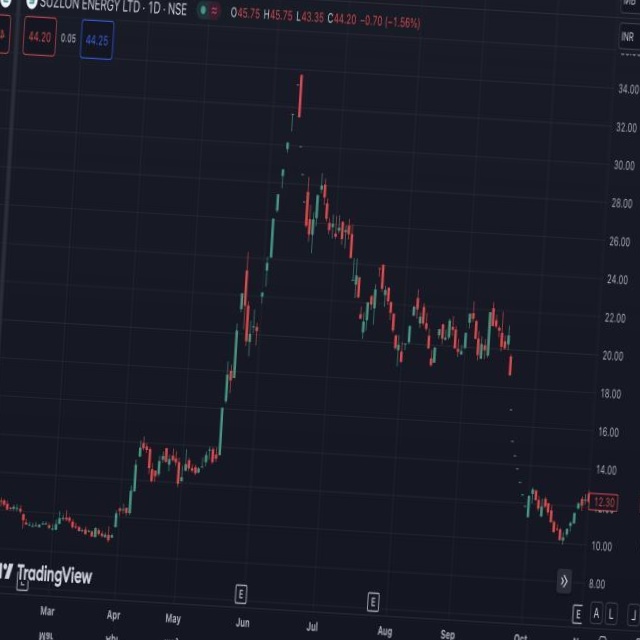 SUZLON ENERGY LTD · 1D · NSE
O45.75 H45.75 L43.35 C44.20 −0.70 (−1.56%)
INR
44.20 0.05 44.25
34.00
32.00
30.00
28.00
26.00
24.00
22.00
20.00
18.00
16.00
14.00
12.30
10.00
8.00
TradingView
E E E A L
Mar Apr May Jun Jul Aug Sep Oct